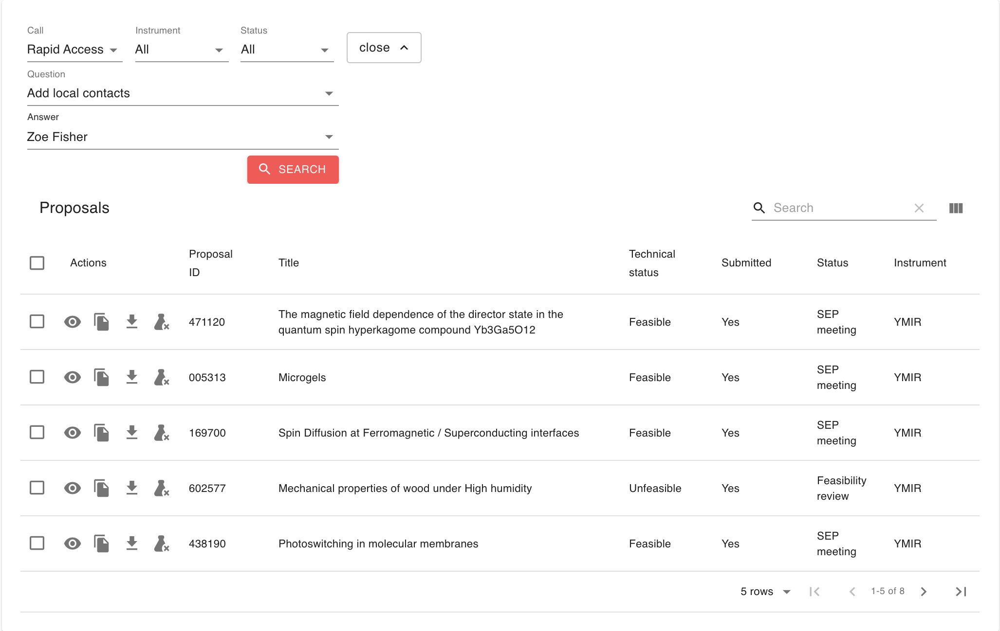 Call Instrument Status
Rapid Access All All close
Question
Add local contacts
Answer
Zoe Fisher
SEARCH
Proposals Search
Actions Proposal ID Title Technical status Submitted Status Instrument
471120 The magnetic field dependence of the director state in the quantum spin hyperkagome compound Yb3Ga5O12 Feasible Yes SEP meeting YMIR
005313 Microgels Feasible Yes SEP meeting YMIR
169700 Spin Diffusion at Ferromagnetic / Superconducting interfaces Feasible Yes SEP meeting YMIR
602577 Mechanical properties of wood under High humidity Unfeasible Yes Feasibility review YMIR
438190 Photoswitching in molecular membranes Feasible Yes SEP meeting YMIR
5 rows 1-5 of 8